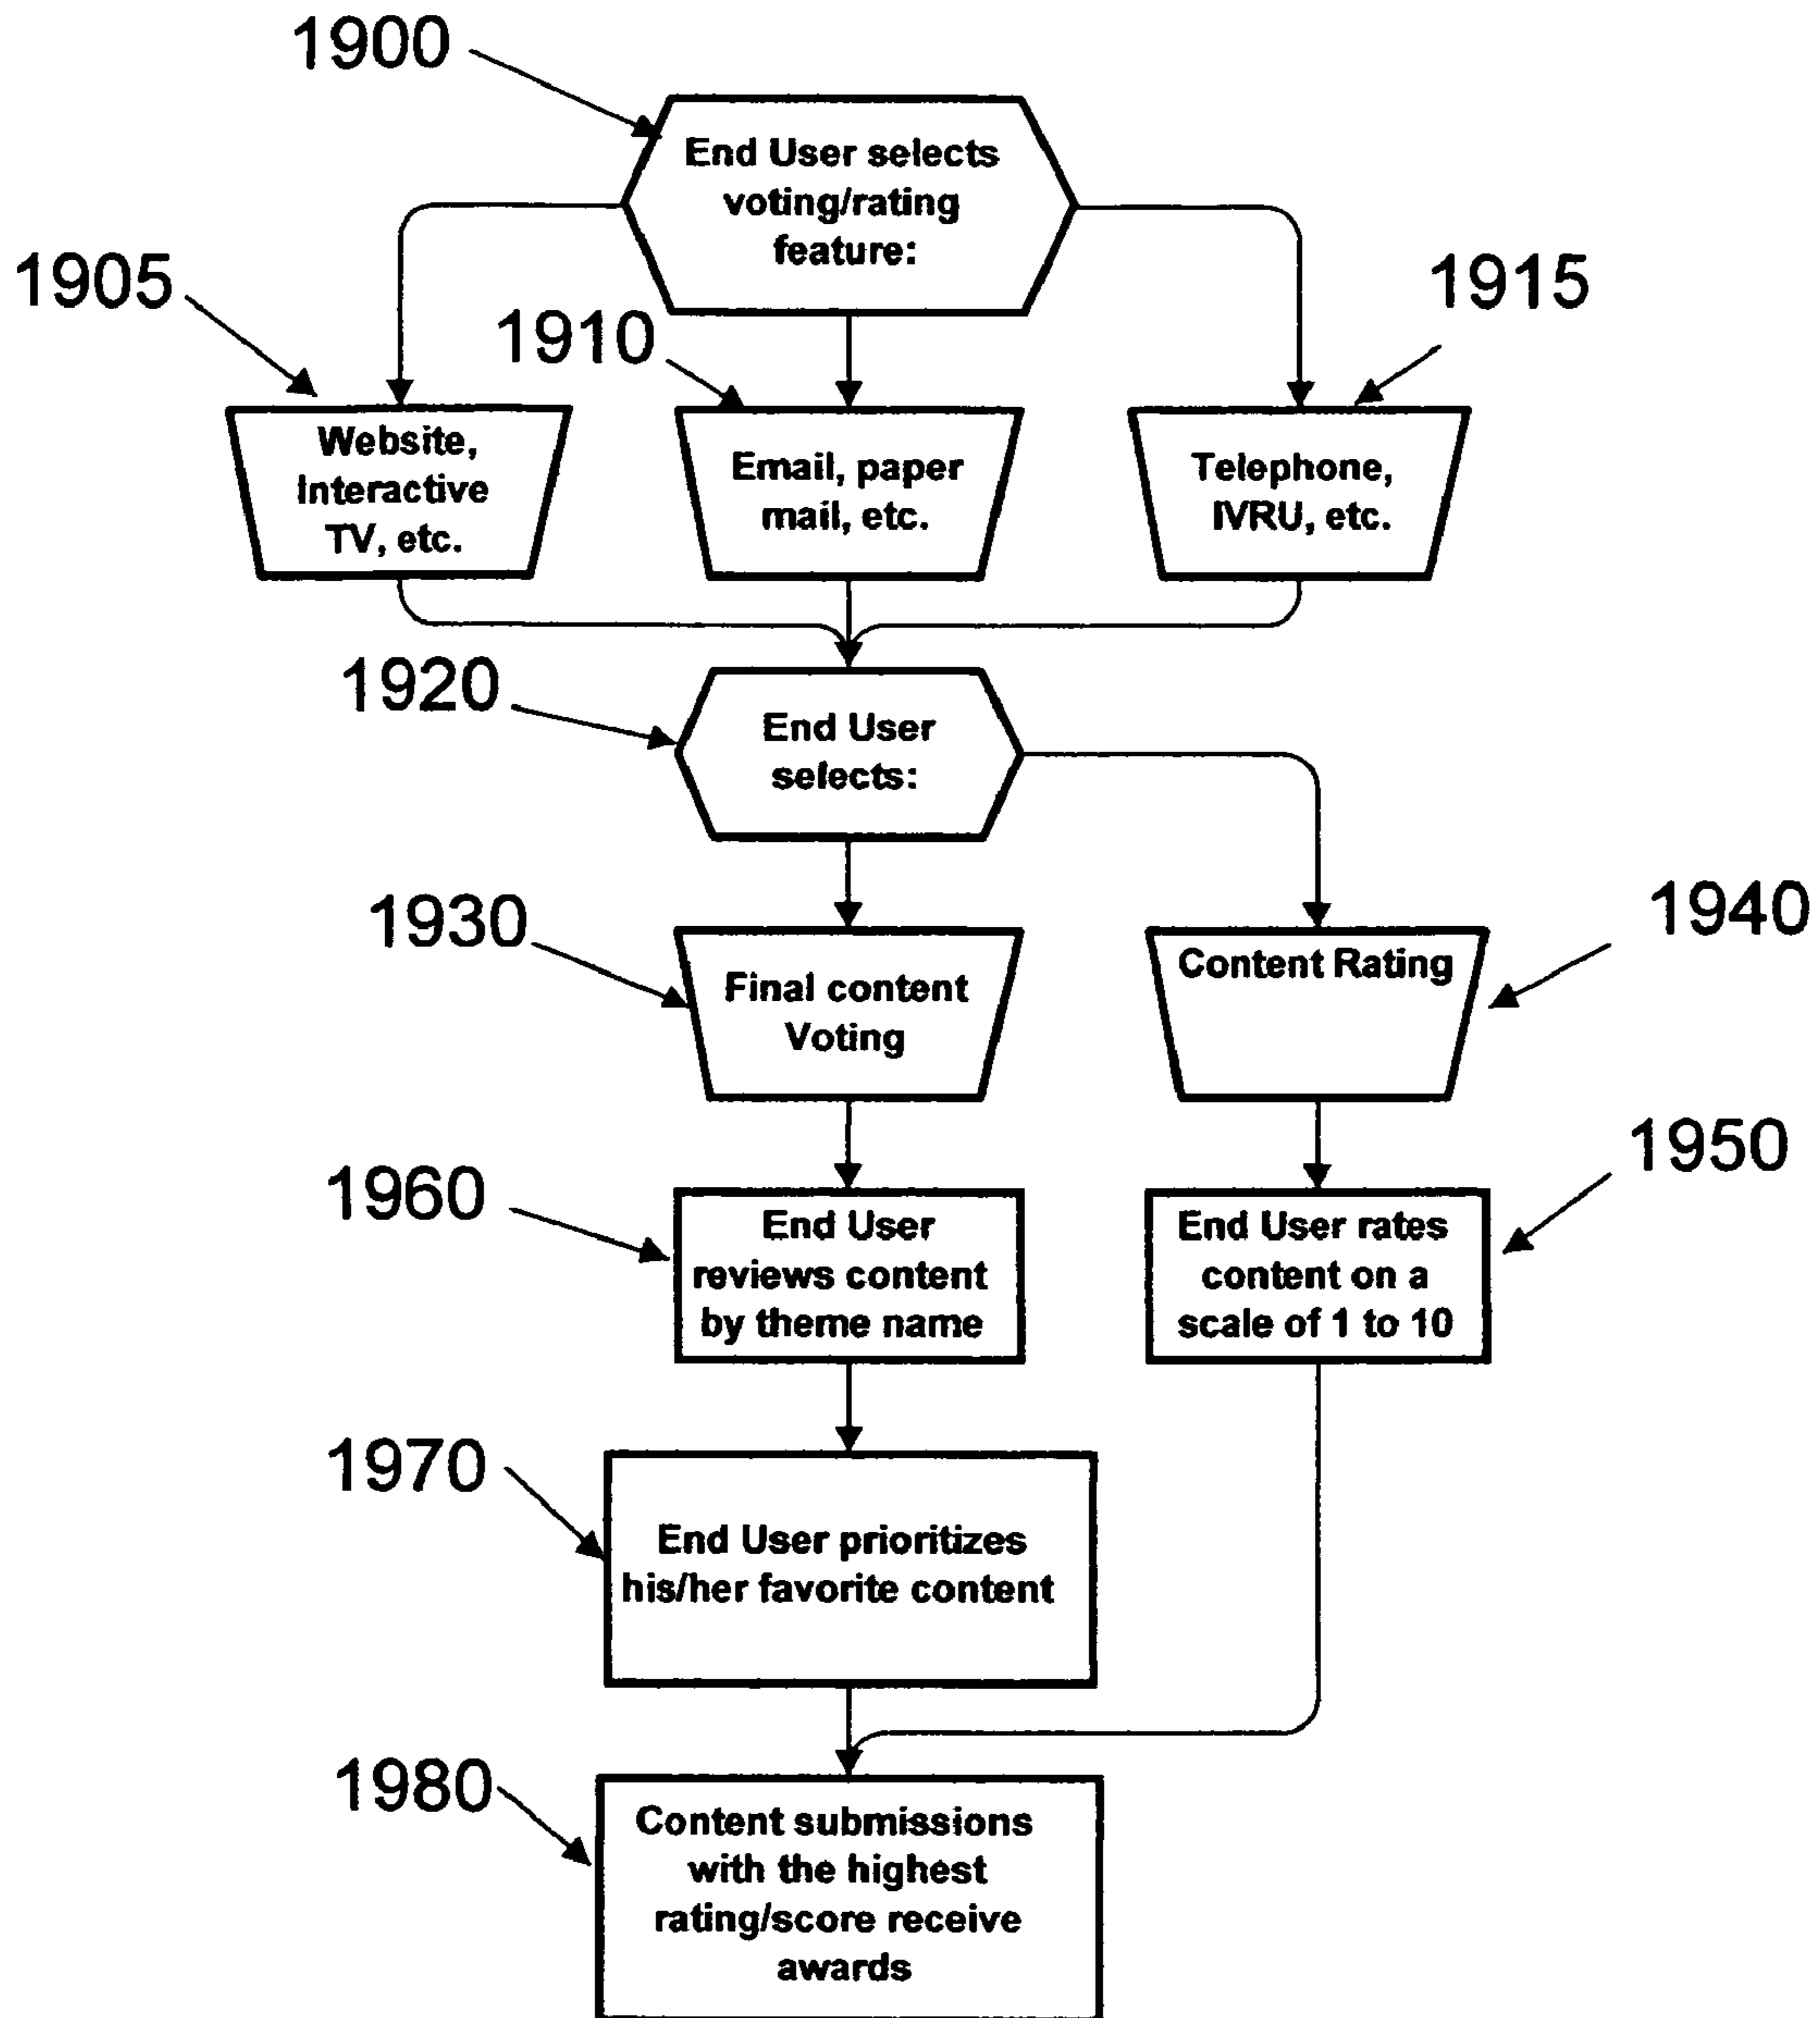 1900
End User selects
voting/rating
feature:
1905
1910
1915
Website,
Interactive
TV, etc.
Email, paper
mail, etc.
Telephone,
IVRU, etc.
1920
End User
selects:
1930
1940
Final content
Voting
Content Rating
1960
1950
End User
reviews content
by theme name
End User rates
content on a
scale of 1 to 10
1970
End User prioritizes
his/her favorite content
1980
Content submissions
with the highest
rating/score receive
awards